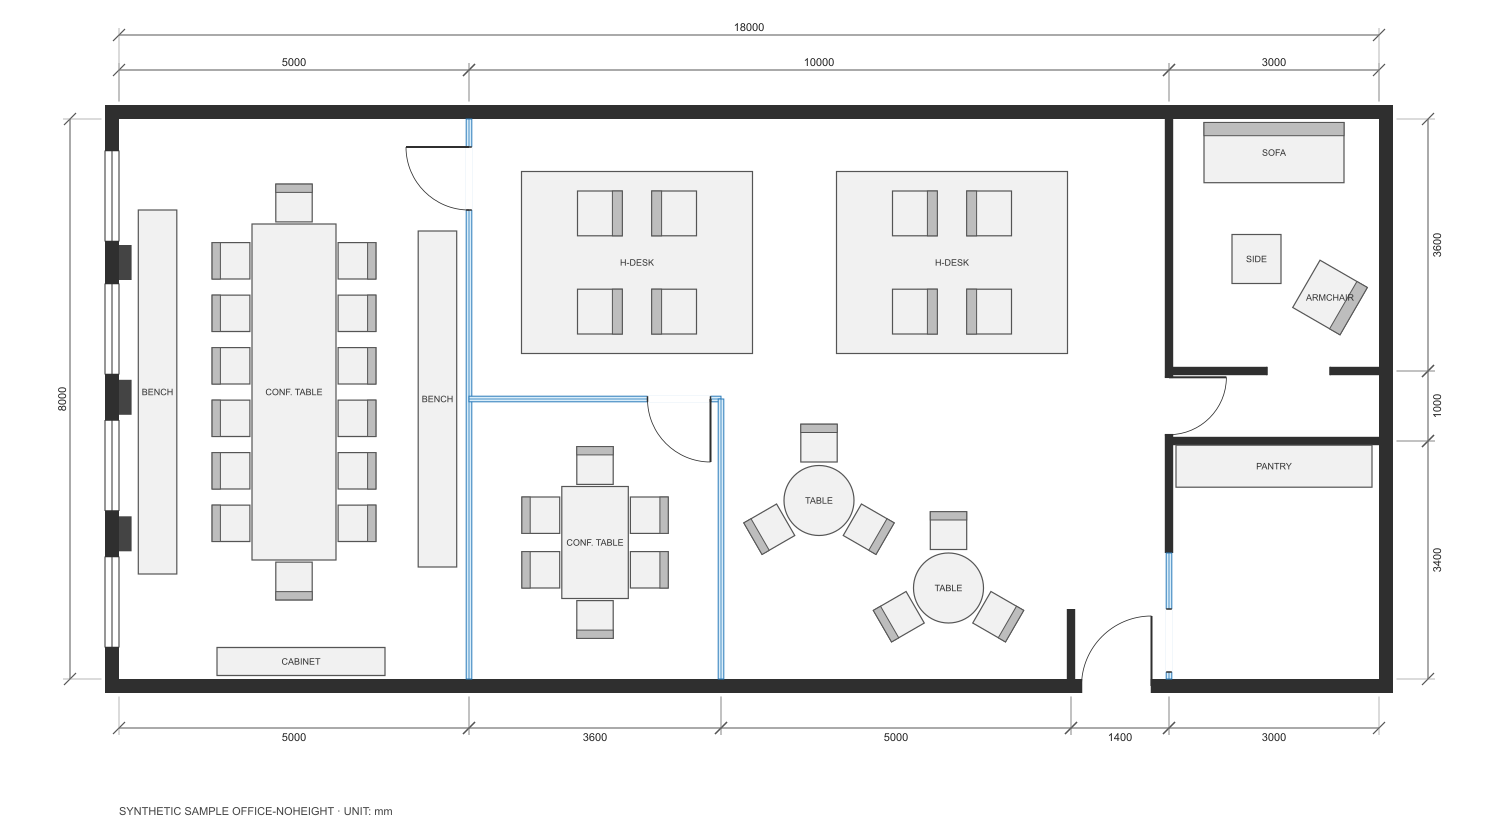 18000
5000
10000
3000
SOFA
3600
SIDE
H-DESK
H-DESK
ARMCHAIR
8000
BENCH
CONF. TABLE
BENCH
1000
PANTRY
TABLE
CONF. TABLE
3400
TABLE
CABINET
5000
3600
5000
1400
3000
SYNTHETIC SAMPLE OFFICE-NOHEIGHT · UNIT: mm